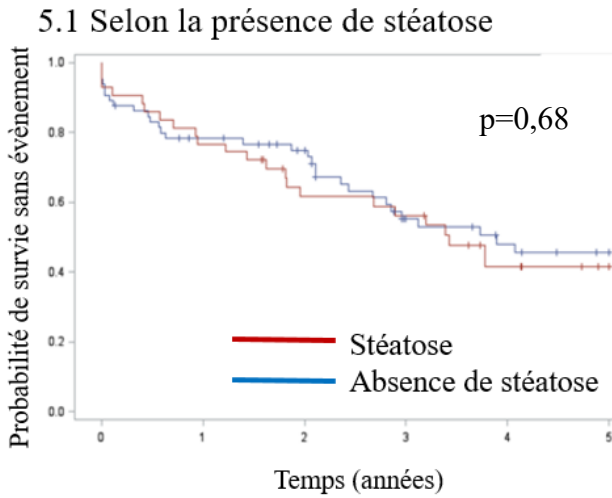 5.1 Selon la présence de stéatose
Probabilité de survie sans évènement
1.0
0.8
0.6
0.4
0.2
0.0
p=0,68
Stéatose
Absence de stéatose
0 1 2 3 4 5
Temps (années)